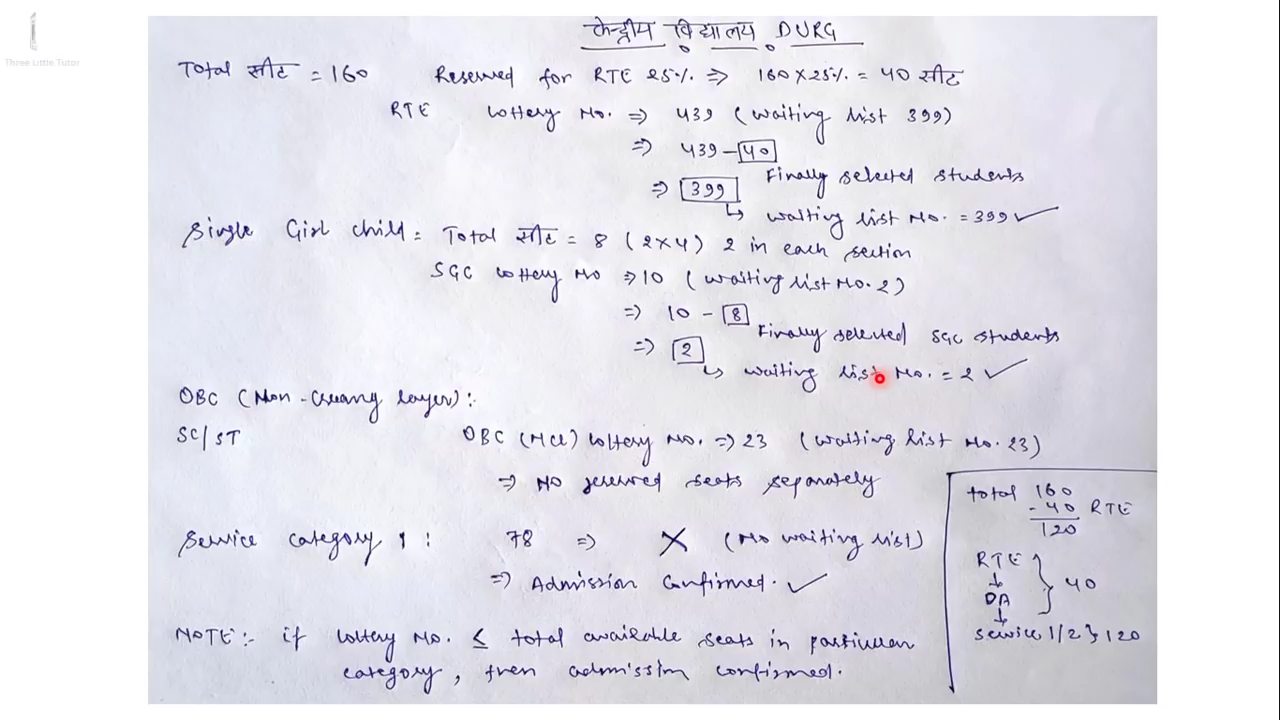 Three Little Tutor
केन्द्रीय विद्यालय DURG
Total सीट = 160 Reserved for RTE 25% ⇒ 160 X 25% = 40 सीट
RTE Lottery No. ⇒ 439 (Waiting list 399)
⇒ 439 - 40
Finally selected students
⇒ 399
↳ Waiting list No. = 399 ✓
Single Girl child = Total सीट = 8 (2x4) 2 in each section
SGC Lottery No ⇒ 10 (Waiting list No. 2)
⇒ 10 - 8
Finally selected SGC students
⇒ 2
↳ Waiting list No. = 2 ✓
OBC (Non-Creamy layer) :
SC/ST OBC (NCL) Lottery No. ⇒ 23 (Waiting list No. 23)
⇒ No reserved seats separately
Service category 1 : 78 ⇒ X (No waiting list)
⇒ Admission Confirmed. ✓
NOTE :- if lottery No. ≤ total available seats in particular
category, then admission confirmed.
total 160
- 40 RTE
120
RTE
↓ } 40
DA
↓
Service 1/2 } 120